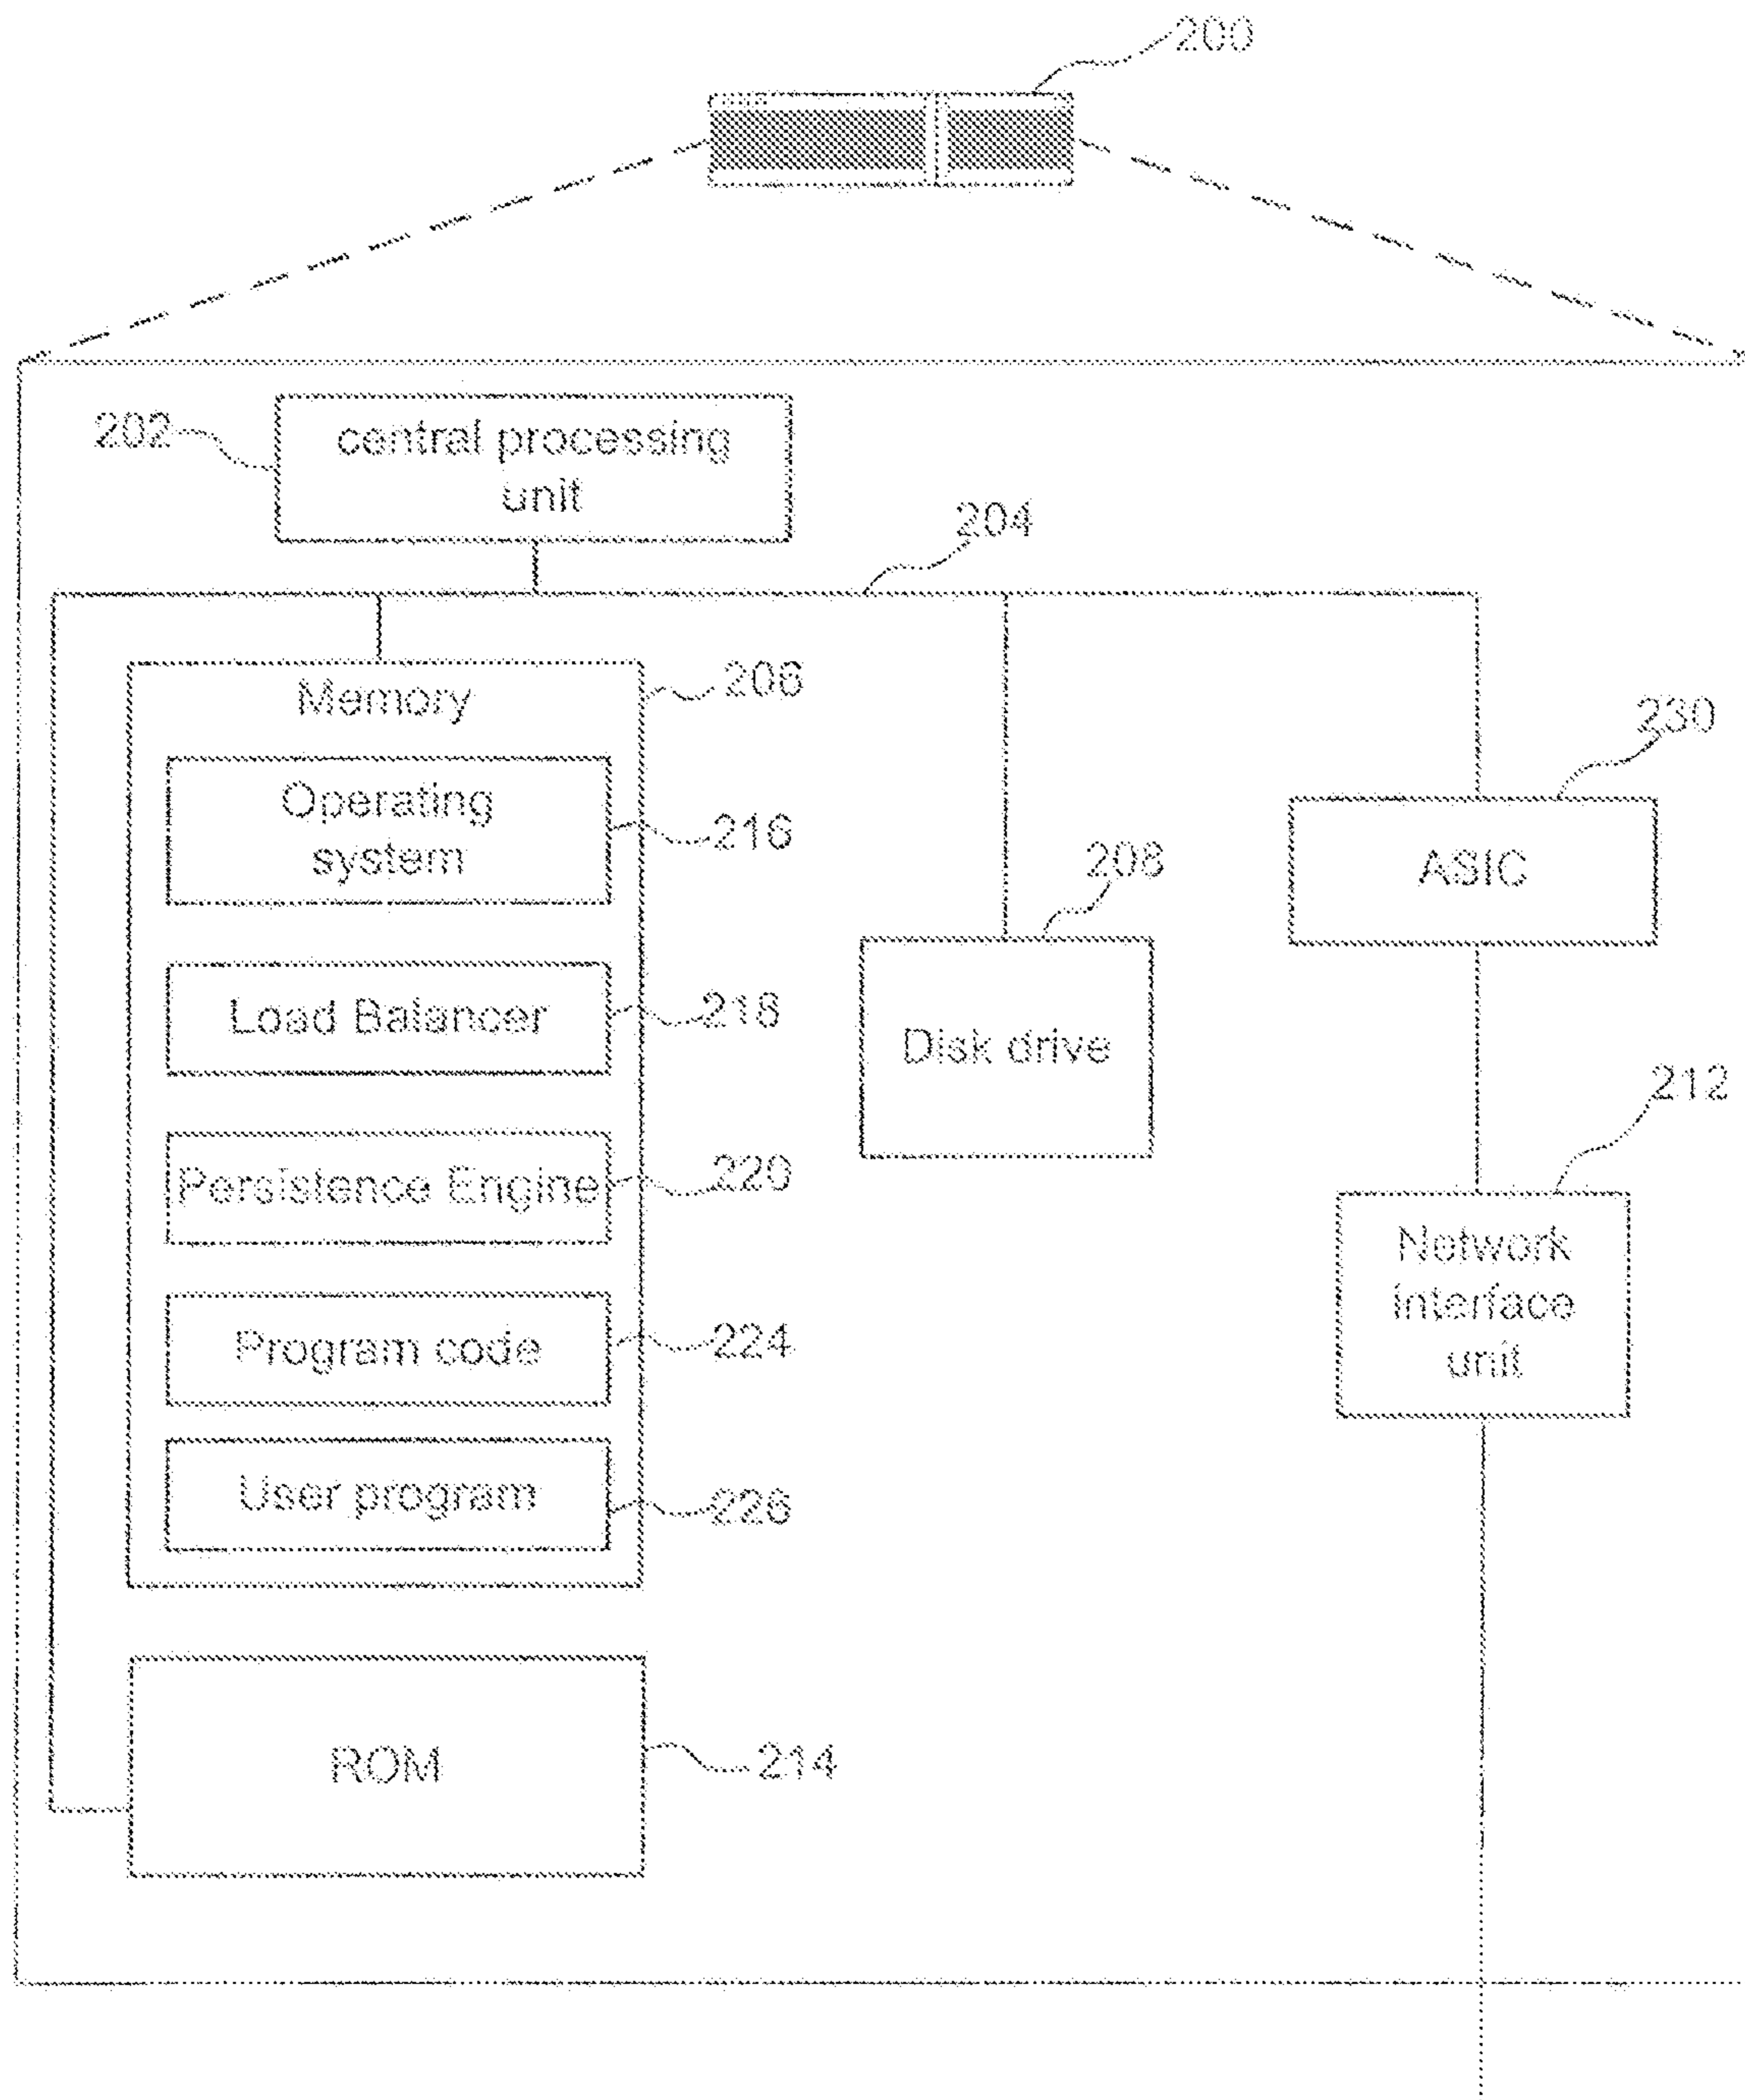 200
202
central processing
unit
204
Memory
206
Operating
system
216
Load Balancer
218
Persistence Engine
220
Program code
224
User program
226
ROM
214
208
Disk drive
230
ASIC
212
Network
interface
unit